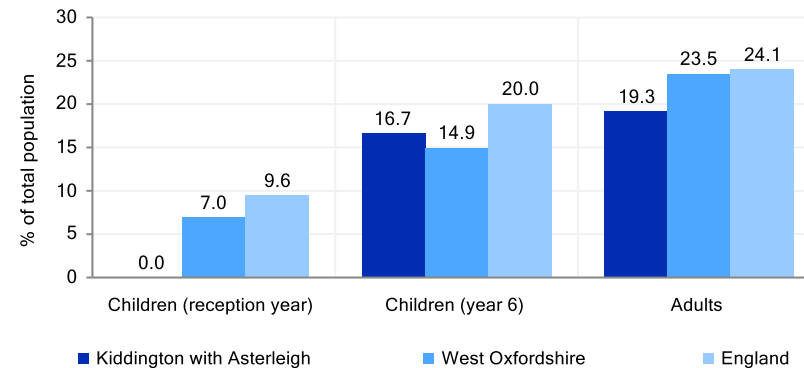 30
25
20
15
10
5
0
% of total population
0.0
7.0
9.6
16.7
14.9
20.0
19.3
23.5
24.1
Children (reception year)
Children (year 6)
Adults
Kiddington with Asterleigh
West Oxfordshire
England